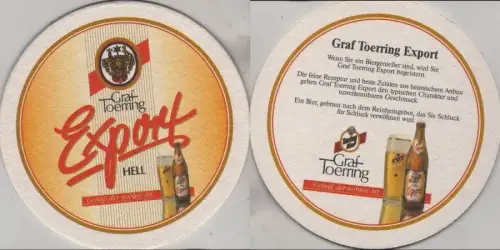 Graf
Toerring
Export
HELL
Genuß der noblen Art
Graf Toerring Export
Wenn Sie ein Biergenießer sind, wird Sie
Graf Toerring Export begeistern.
Die feine Rezeptur und beste Zutaten aus heimischem Anbau
geben Graf Toerring Export den typischen Charakter und
unverkennbaren Geschmack.
Ein Bier, gebraut nach dem Reinheitsgebot, das Sie Schluck
für Schluck verwöhnen wird.
Graf
Toerring
Genuß der noblen Art